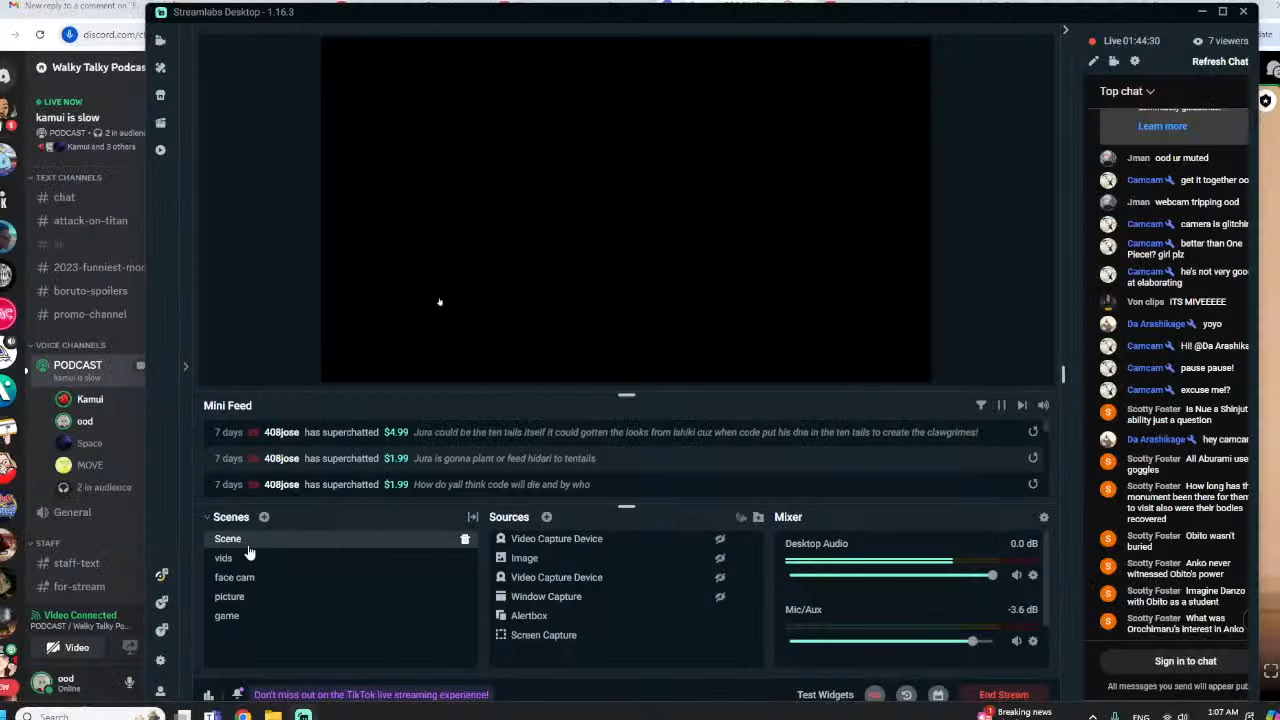 New message from Moodleroom
Streamlabs Desktop - 1.16.3
discord.com/c
Walky Talky Podcas
LIVE NOW
kamui is slow
PODCAST - 2 in audienc
Kamui and 3 others
TEXT CHANNELS
# chat
# attack-on-titan
# 2023-funniest-mor
# boruto-spoilers
# promo-channel
VOICE CHANNELS
PODCAST
kamui is slow
Kamui
ood
Space
MOVE
2 in audience
General
STAFF
# staff-text
# for-stream
Video Connected
PODCAST / Walky Talky Po...
Video
ood
Online
Mini Feed
7 days 408jose has superchatted $4.99 Jura could be the ten tails itself it could gotten the looks from ishiki cuz when code put his dna in the ten tails to create the clawgrimes!
7 days 408jose has superchatted $1.99 Jura is gonna plant or feed hidari to tentails
7 days 408jose has superchatted $1.99 How do yall think code will die and by who
Scenes
Scene
vids
face cam
picture
game
Sources
Video Capture Device
Image
Video Capture Device
Window Capture
Alertbox
Screen Capture
Mixer
Desktop Audio 0.0 dB
Mic/Aux -3.6 dB
Don't miss out on the TikTok live streaming experience!
Test Widgets
End Stream
Live 01:44:30 7 viewers
Refresh Chat
Top chat
Learn more
Jman ood ur muted
Camcam get it together oo
Jman webcam tripping ood
Camcam camera is glitchir
Camcam better than One
Piece!? girl plz
Camcam he's not very goo
at elaborating
Von clips ITS MIVEEEEE
Da Arashikage yoyo
Camcam HI! @Da Arashika
Camcam pause pause!
Camcam excuse me!?
Scotty Foster Is Nue a Shinjut
ability just a question
Da Arashikage hey camcar
Scotty Foster All Aburami use
goggles
Scotty Foster How long has th
monument been there for them
to visit also were their bodies
recovered
Scotty Foster Obito wasn't
buried
Scotty Foster Anko never
witnessed Obito's power
Scotty Foster Imagine Danzo
with Obito as a student
Scotty Foster What was
Orochimaru's interest in Anko
Sign in to chat
All messages you send will appear pub
Search
Breaking news
ENG
1:07 AM